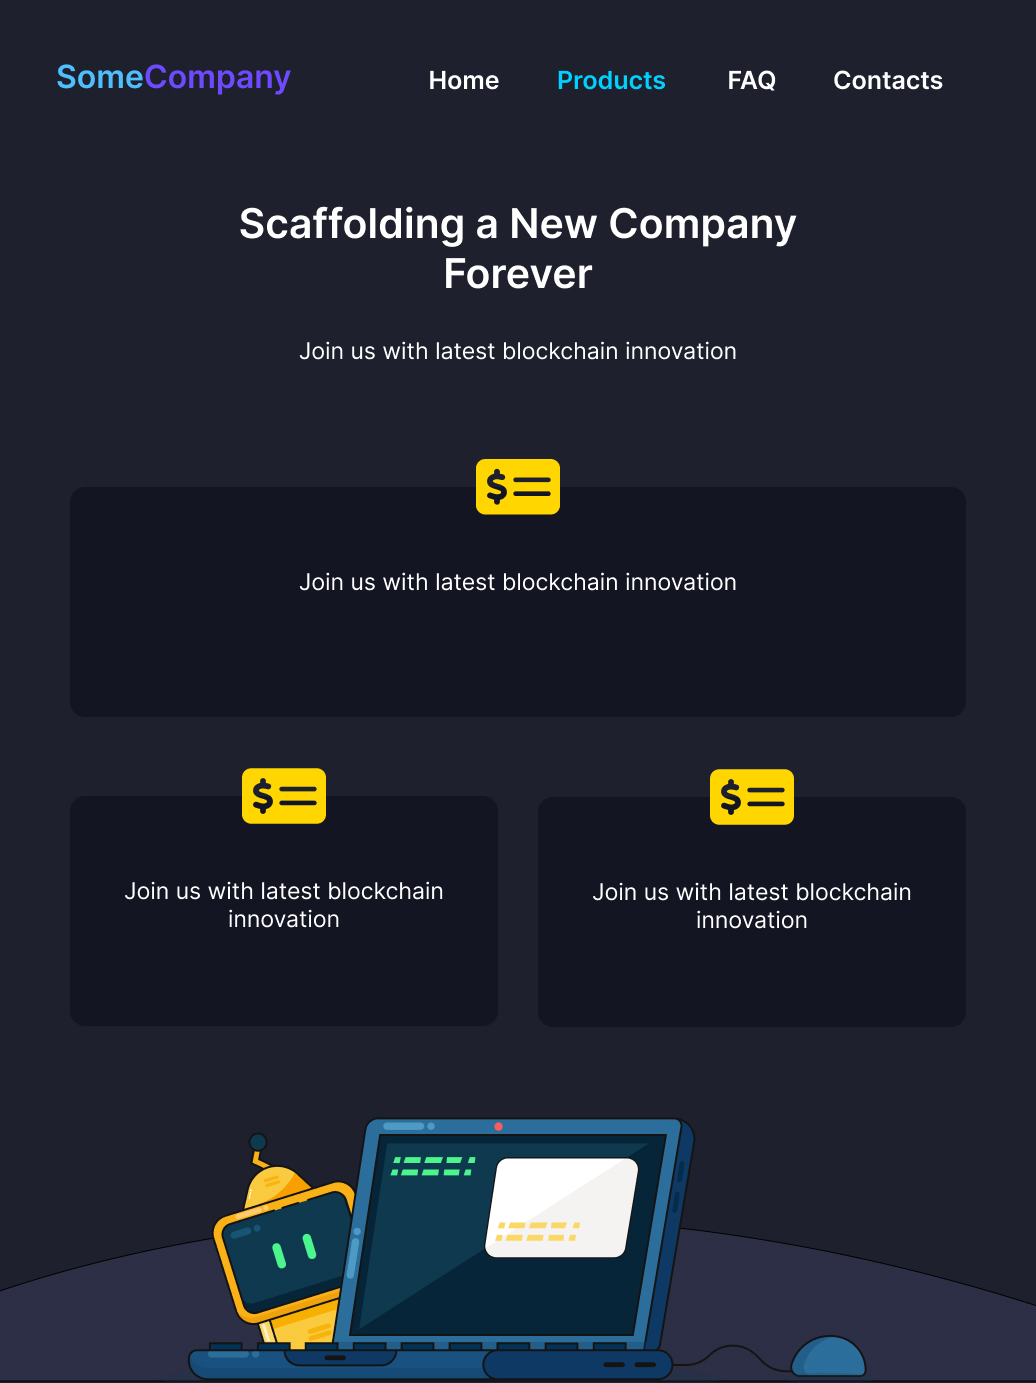 SomeCompany Home Products FAQ Contacts
Scaffolding a New Company
Forever
Join us with latest blockchain innovation
$
Join us with latest blockchain innovation
$
Join us with latest blockchain
innovation
$
Join us with latest blockchain
innovation